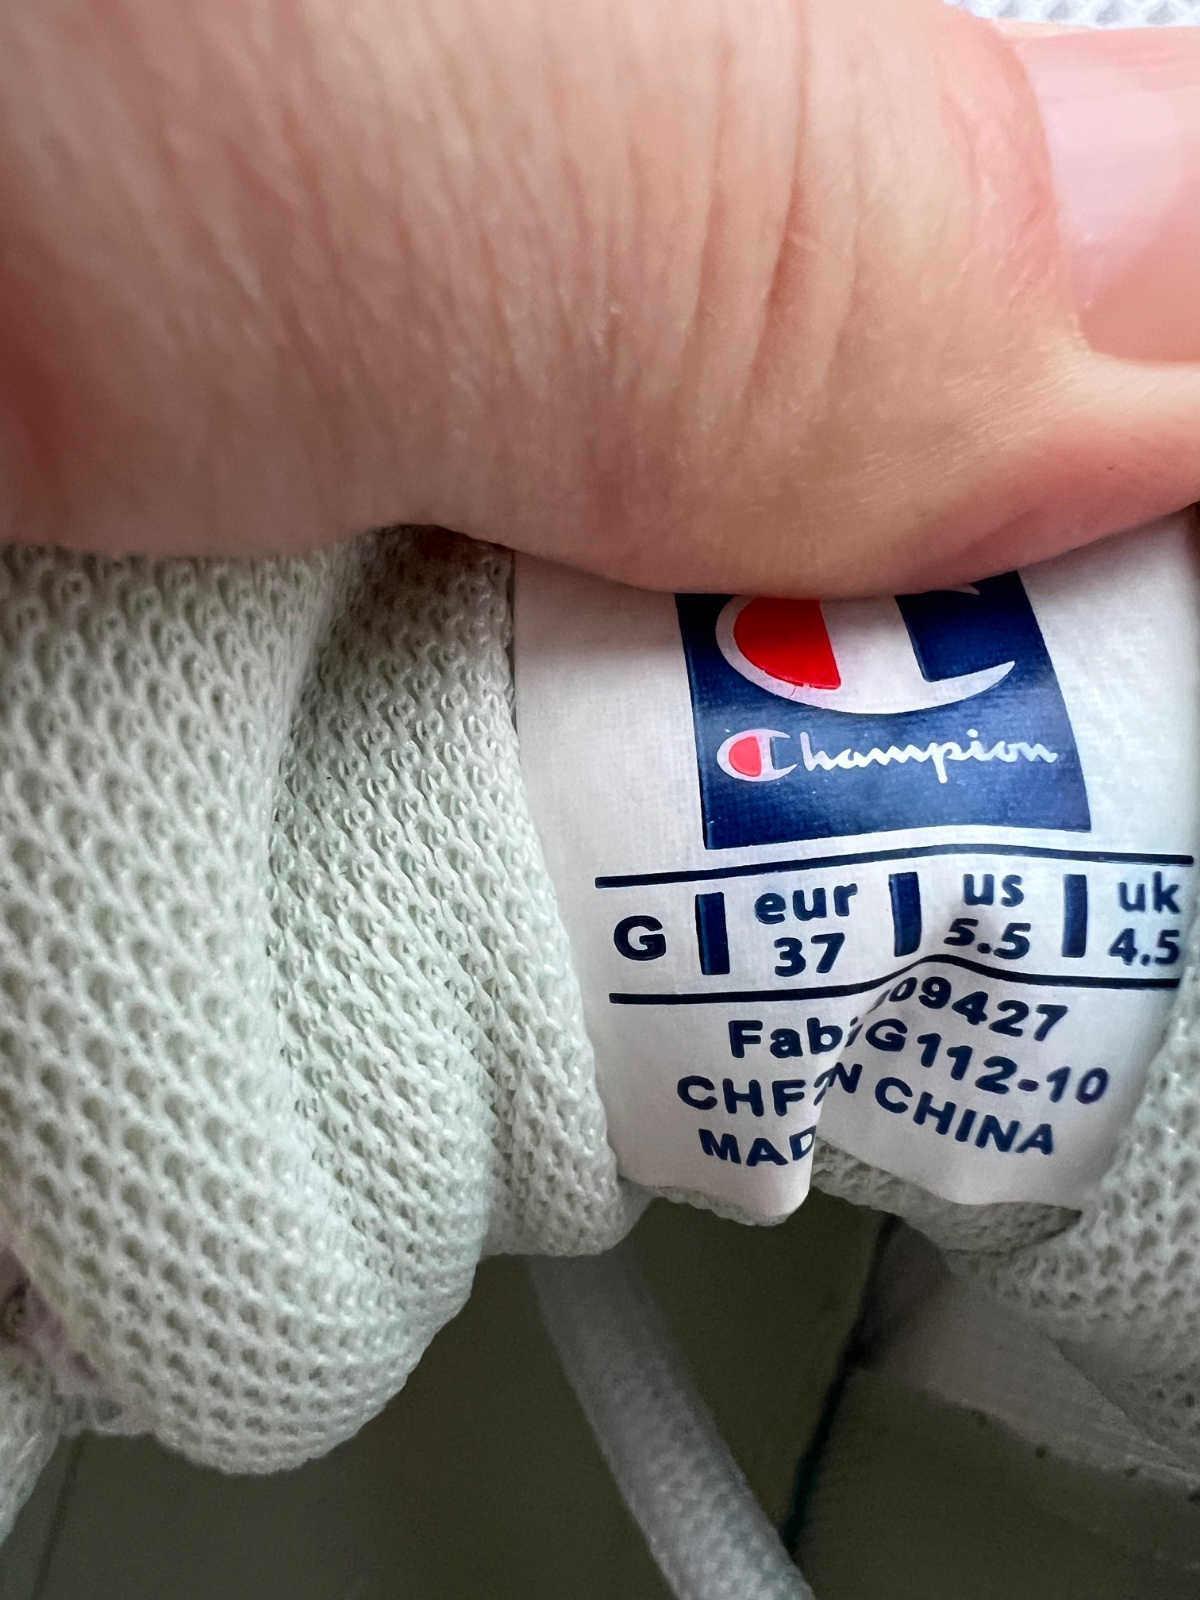 Champion
G eur us uk
37 5.5 4.5
09427
Fab G112-10
CHF N CHINA
MAD